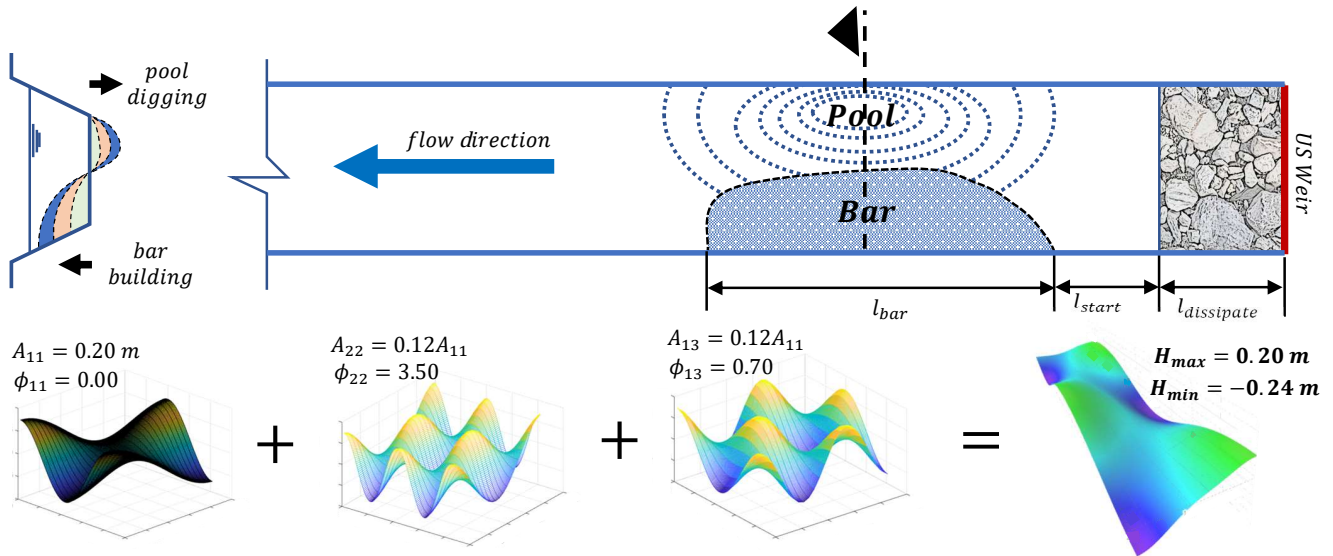 pool
digging
bar
building
flow direction
Pool
Bar
US Weir
l_bar
l_start
l_dissipate
A_11 = 0.20 m
ϕ_11 = 0.00
+
A_22 = 0.12A_11
ϕ_22 = 3.50
+
A_13 = 0.12A_11
ϕ_13 = 0.70
=
H_max = 0.20 m
H_min = −0.24 m